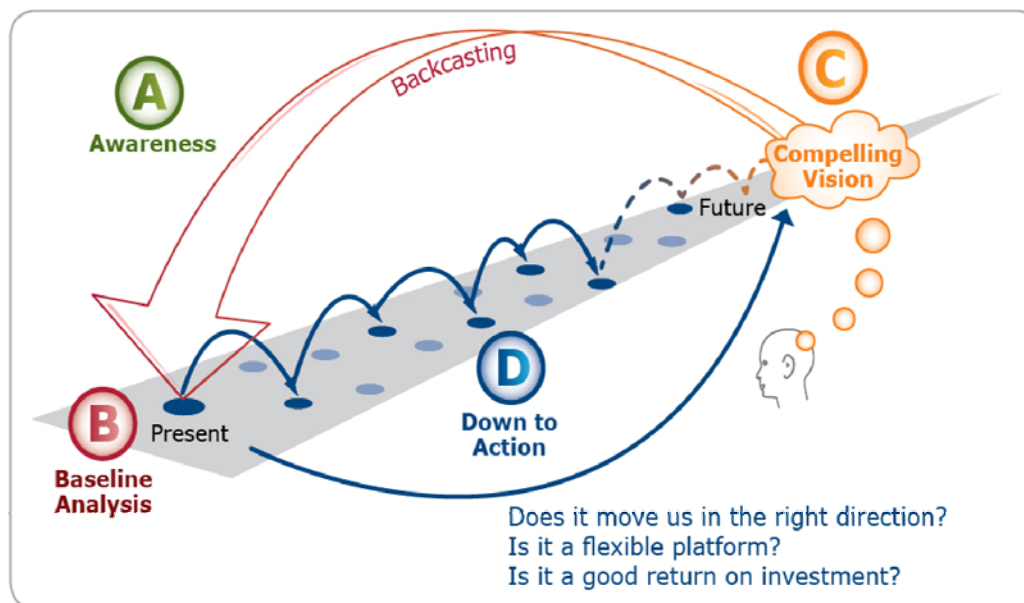 A
Awareness
Backcasting
C
Compelling
Vision
Future
D
Down to
Action
B
Present
Baseline
Analysis
Does it move us in the right direction?
Is it a flexible platform?
Is it a good return on investment?